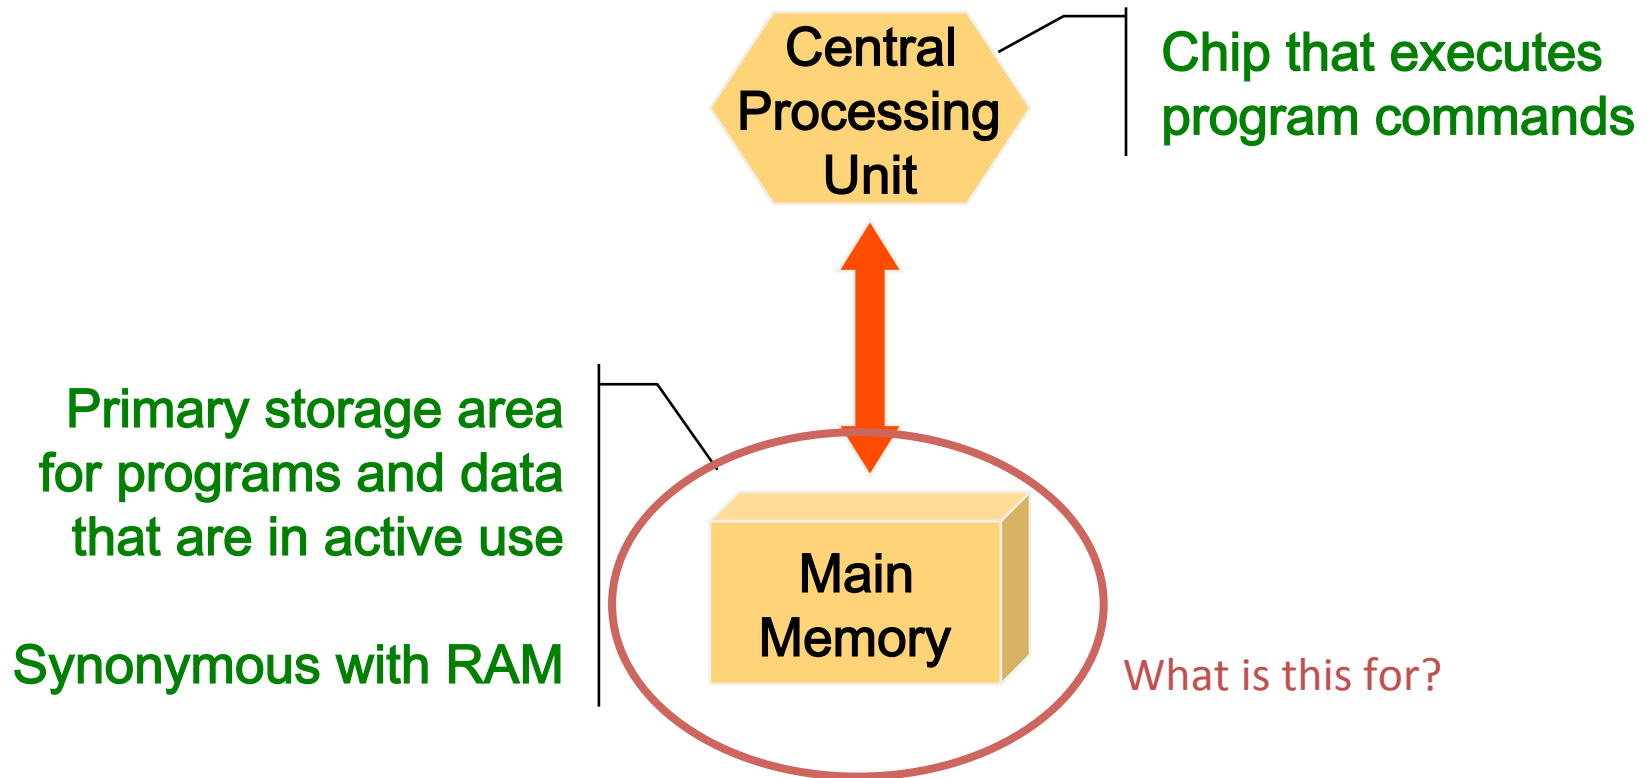 Central
Processing
Unit
Chip that executes
program commands
Primary storage area
for programs and data
that are in active use
Synonymous with RAM
Main
Memory
What is this for?